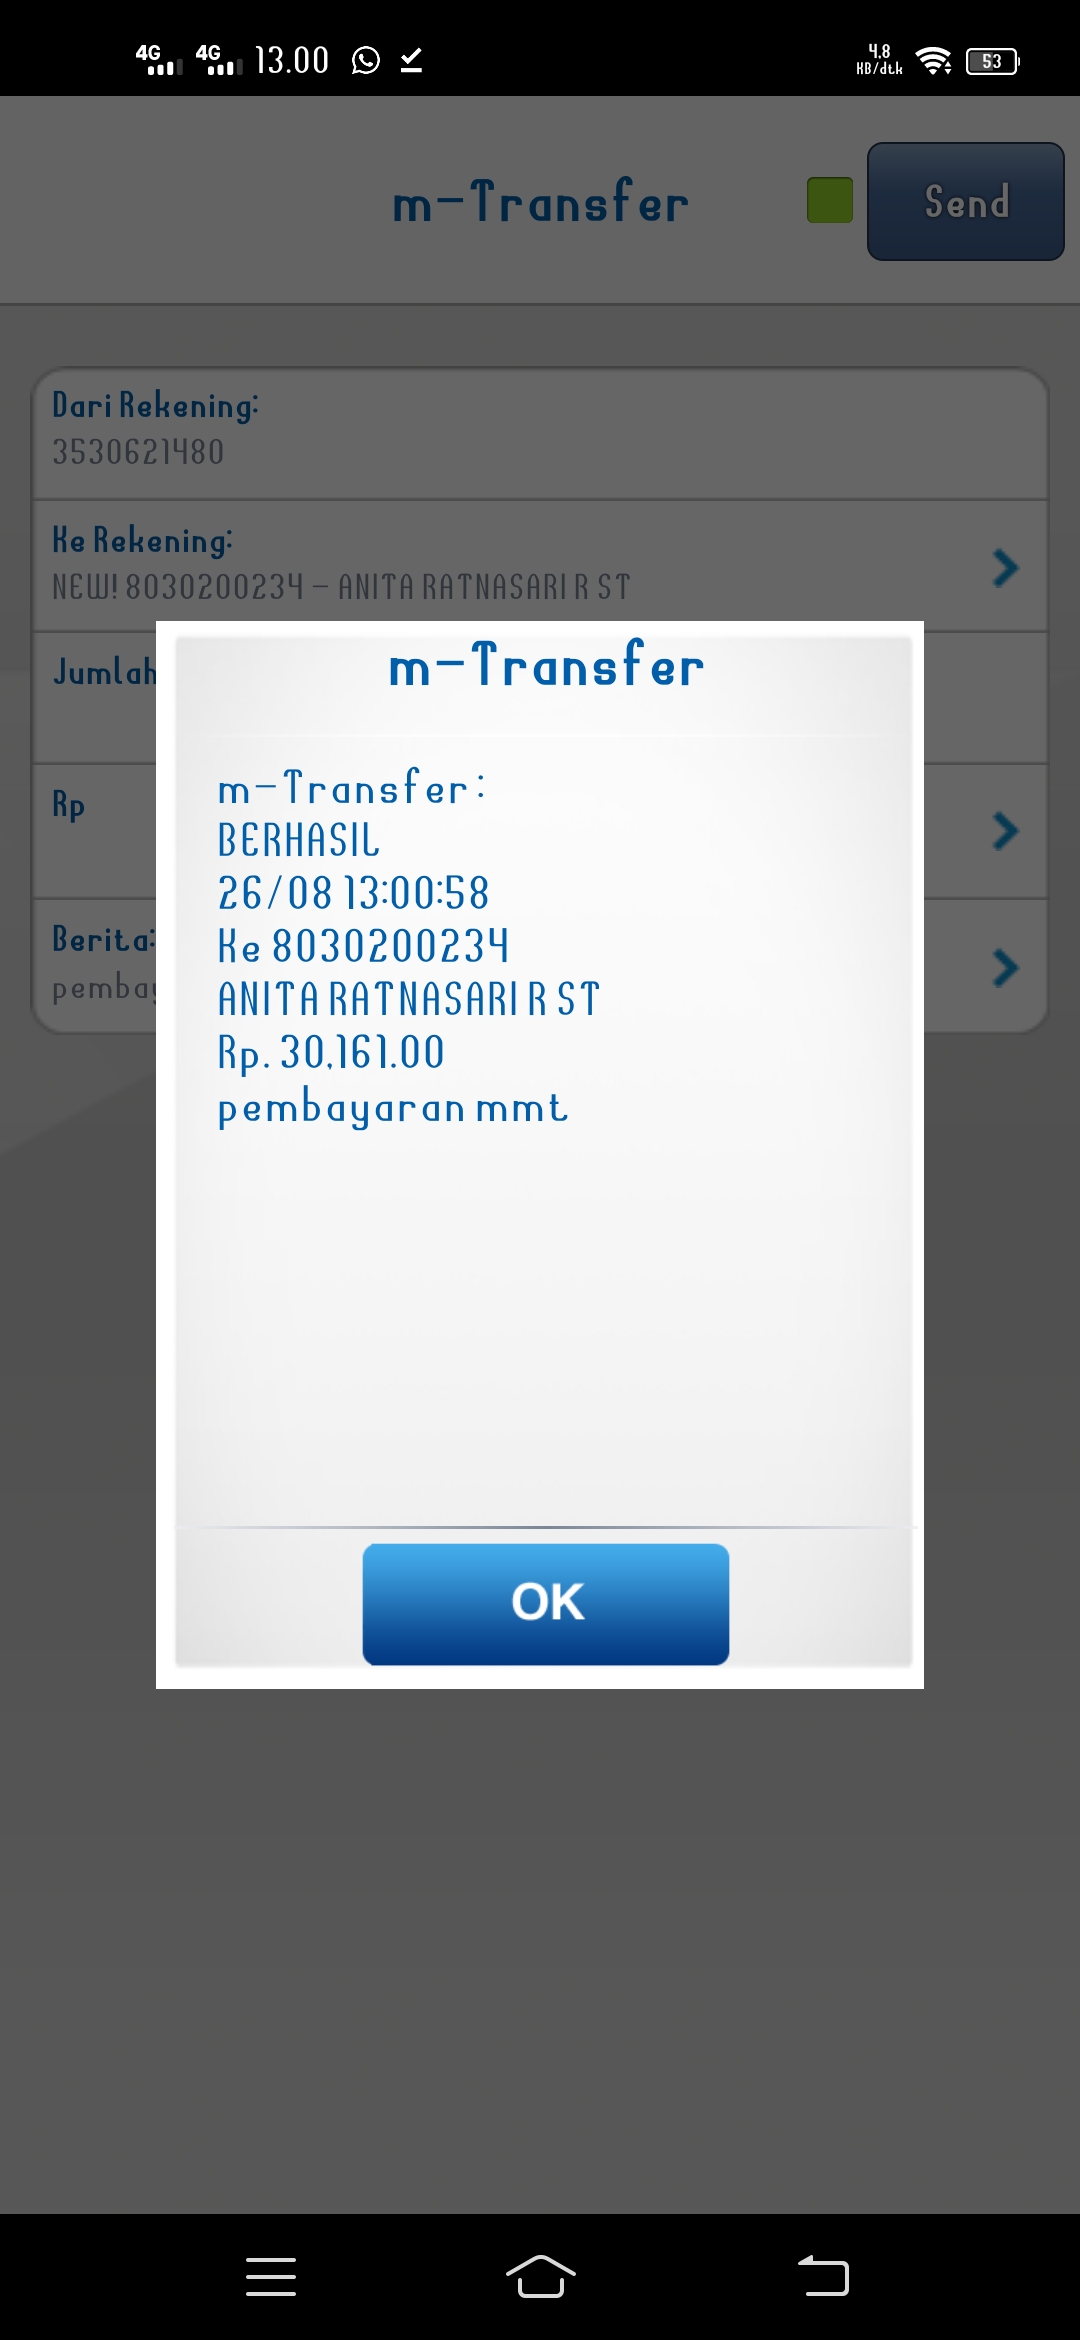 4G 4G 13.00 4,8 KB/dtk 53
m-Transfer
Send
Dari Rekening:
3530621480
Ke Rekening:
NEW! 8030200234 - ANITA RATNASARI R ST
Jumlah
Rp
Berita:
pembay
m-Transfer
m-Transfer:
BERHASIL
26/08 13:00:58
Ke 8030200234
ANITA RATNASARI R ST
Rp. 30,161.00
pembayaran mmt
OK